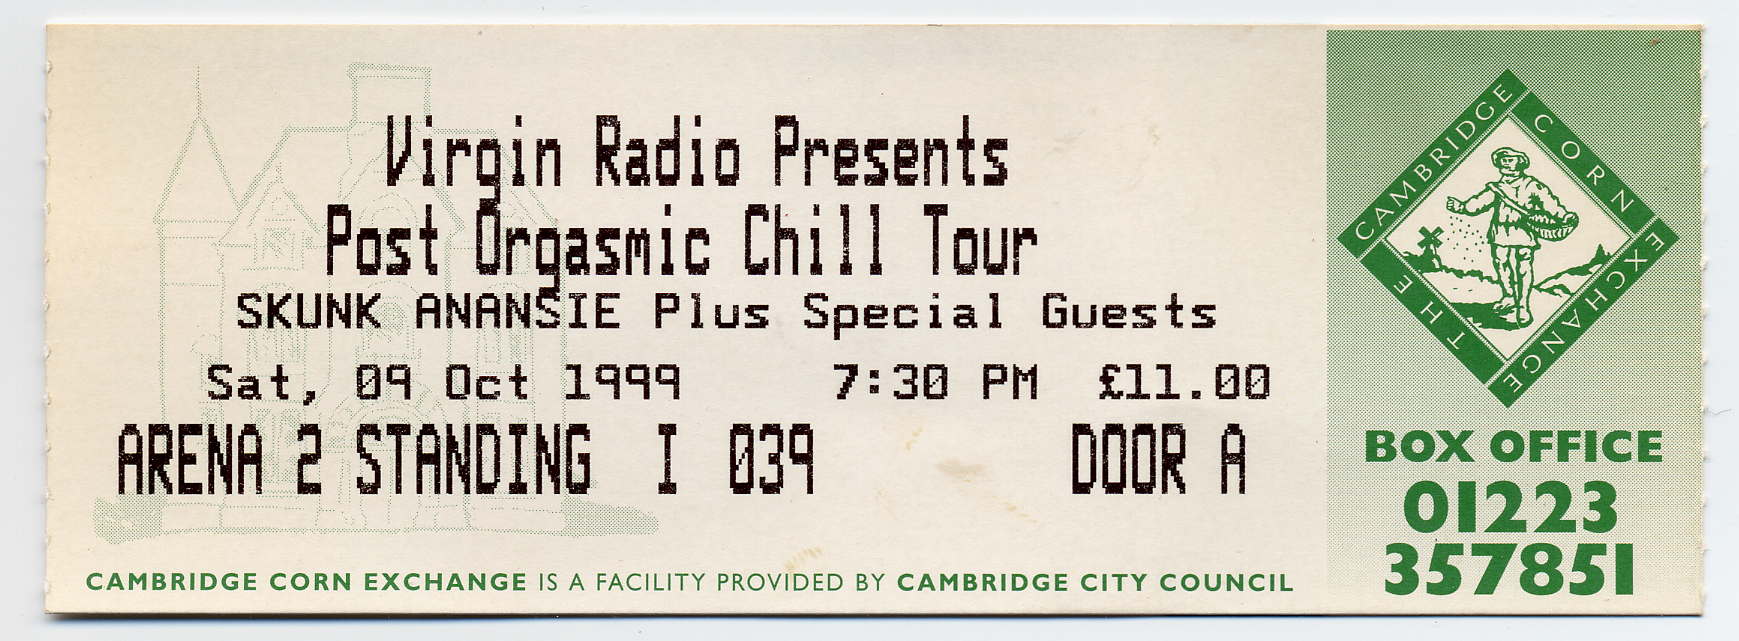 Virgin Radio Presents
Post Orgasmic Chill Tour
SKUNK ANANSIE Plus Special Guests
Sat, 09 Oct 1999 7:30 PM £11.00
ARENA 2 STANDING I 039 DOOR A
CAMBRIDGE CORN EXCHANGE IS A FACILITY PROVIDED BY CAMBRIDGE CITY COUNCIL
THE CAMBRIDGE CORN EXCHANGE
BOX OFFICE
01223
357851